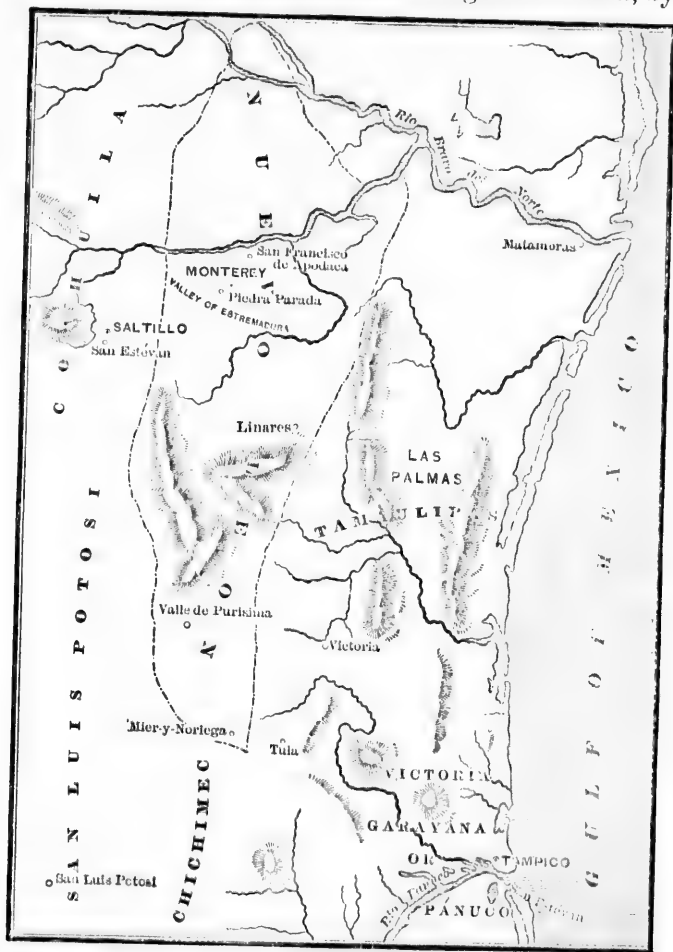 COAHUILA
NUEVO
Rio Bravo del Norte
Matamoras
San Francisco
de Apodaca
MONTEREY
Piedra Parada
VALLEY OF ESTREMADURA
SALTILLO
San Estévan
Linares
LEON
LAS
PALMAS
TAMAULIPAS
GULF OF MEXICO
SAN LUIS POTOSI
Valle de Purisima
Victoria
Mier-y-Noriega
Tula
CHICHIMEC
VICTORIA
GARAYANA
OR
TAMPICO
PANUCO
San Luis Potosi